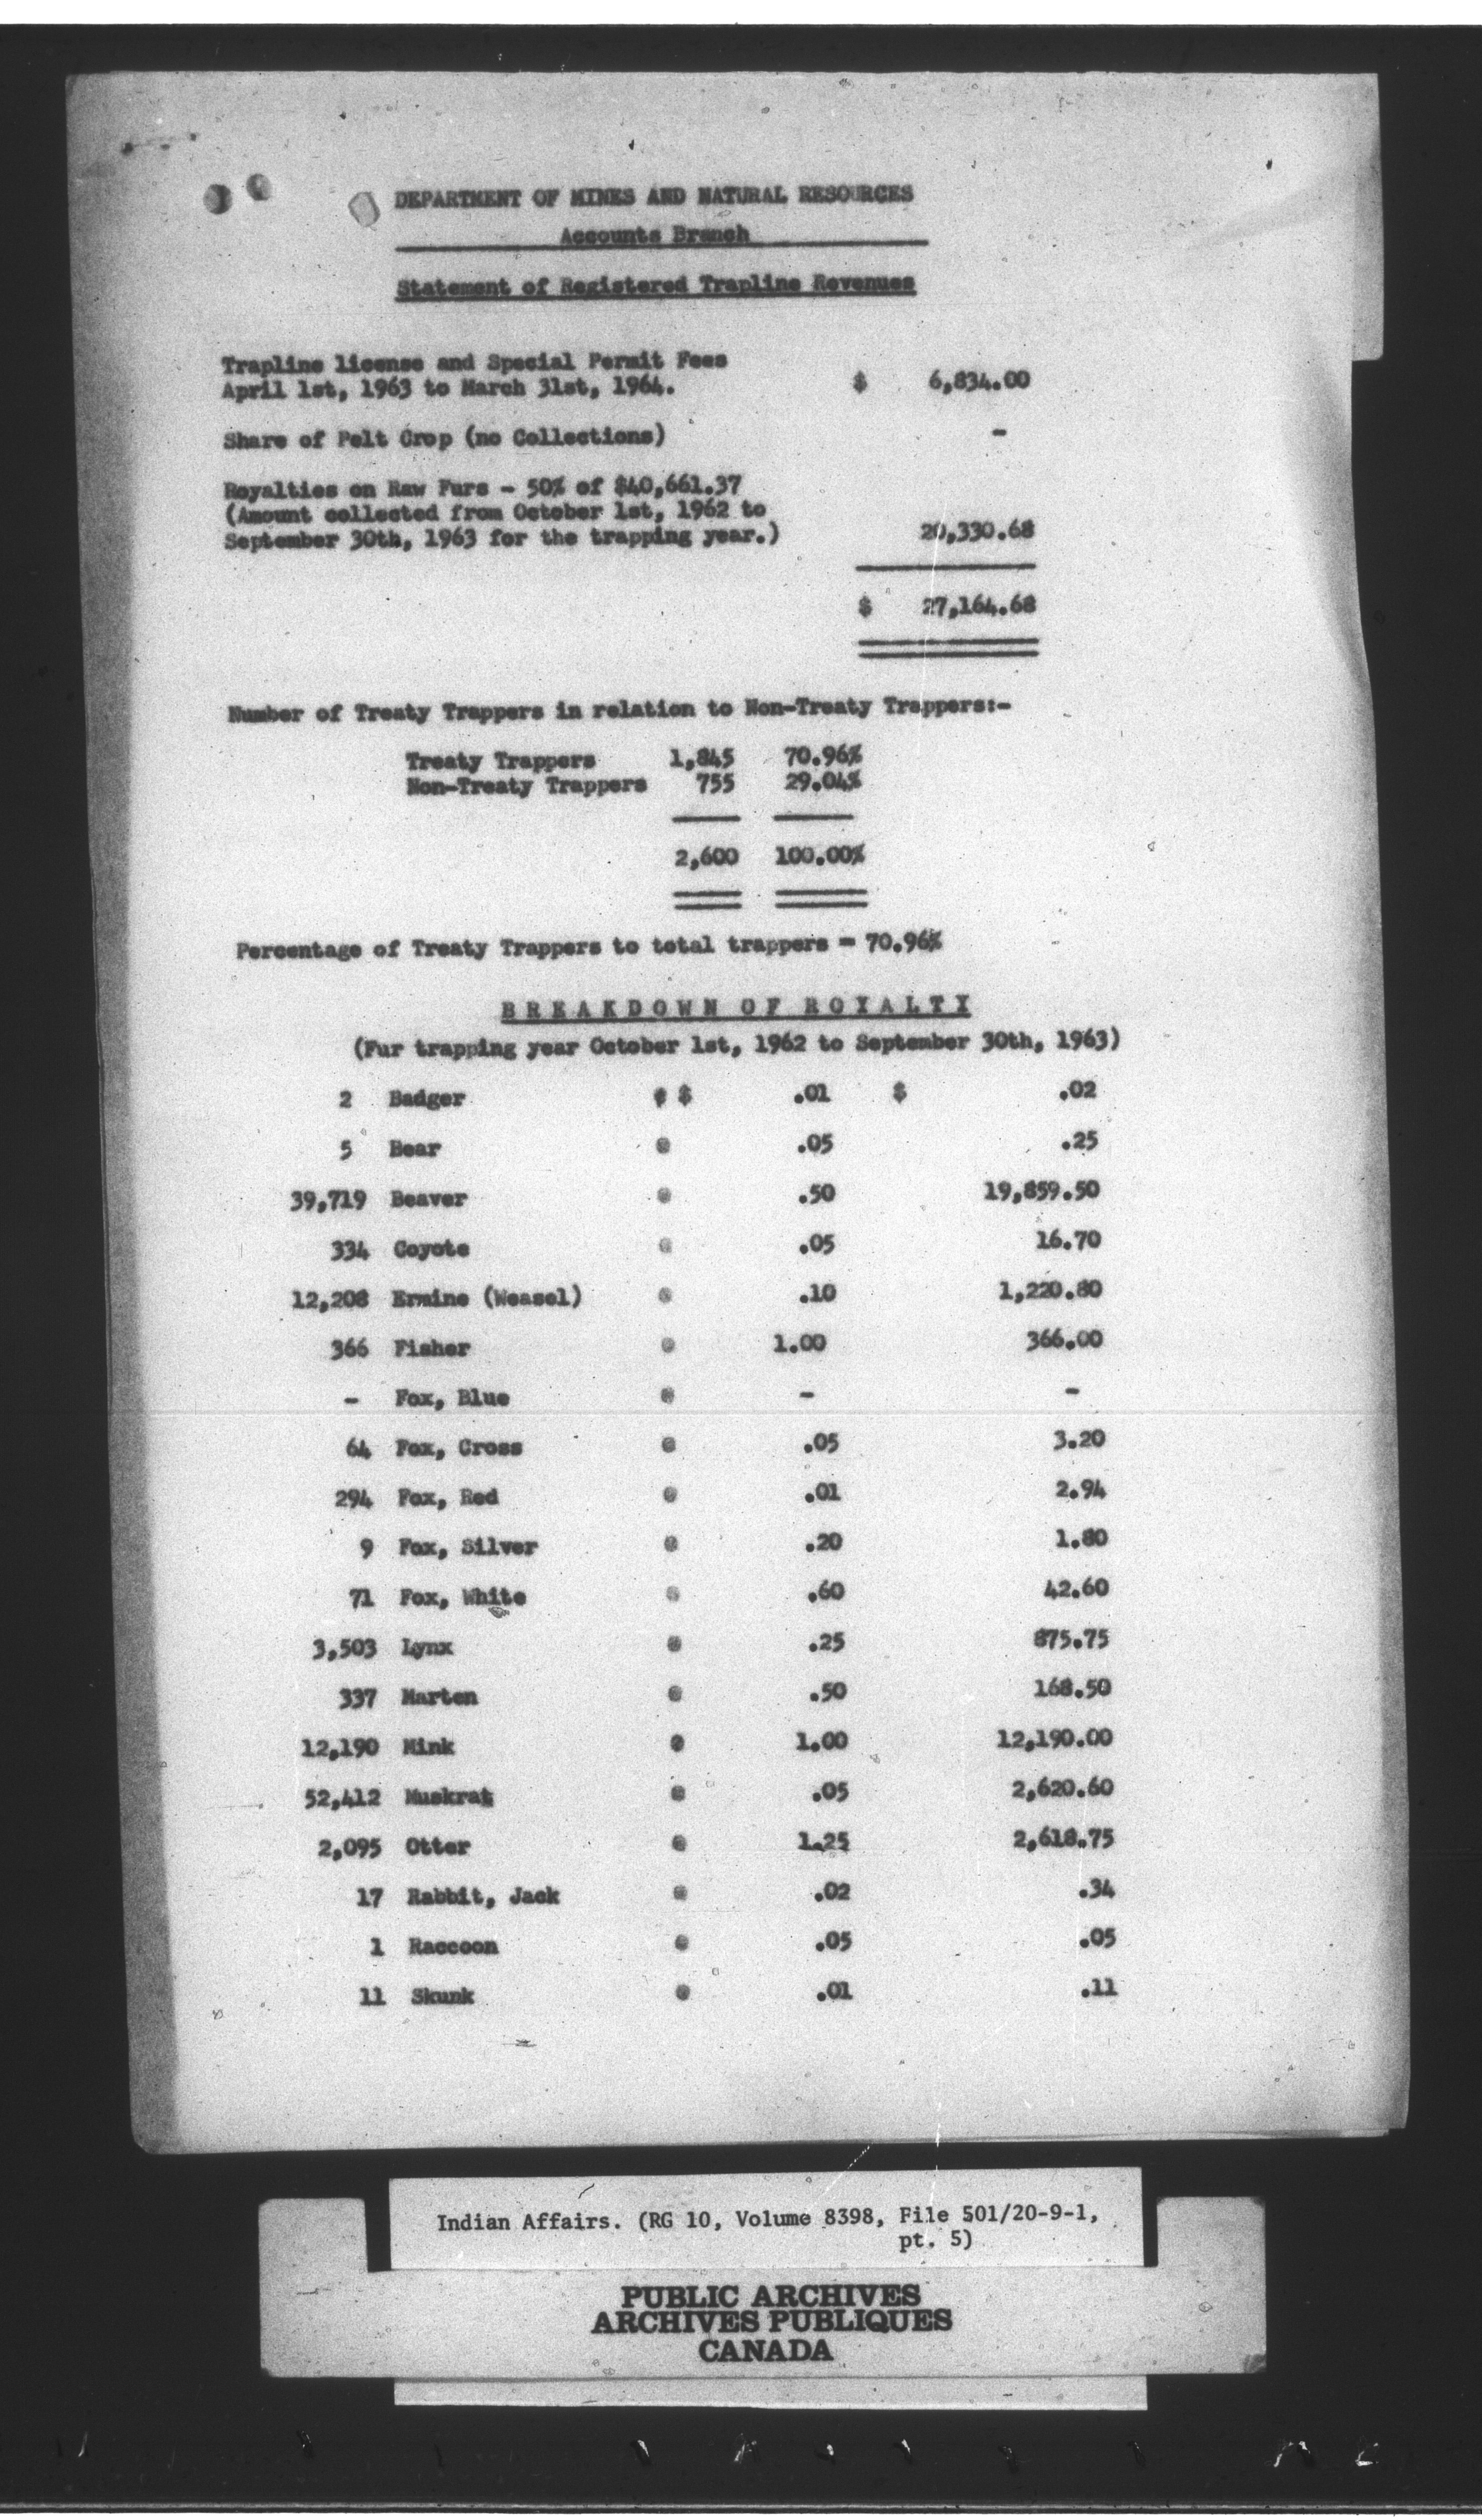 DEPARTMENT OF MINES AND NATURAL RESOURCES
Accounts Branch
Statement of Registered Trapline Revenues
Trapline license and Special Permit Fees
April 1st, 1963 to March 31st, 1964. $ 6,834.00
Share of Pelt Crop (no Collections) -
Royalties on Raw Furs - 50% of $40,661.37
(Amount collected from October 1st, 1962 to
September 30th, 1963 for the trapping year.) 20,330.68
$ 27,164.68
Number of Treaty Trappers in relation to Non-Treaty Trappers:-
Treaty Trappers 1,845 70.96%
Non-Treaty Trappers 755 29.04%
2,600 100.00%
Percentage of Treaty Trappers to total trappers = 70.96%
BREAKDOWN OF ROYALTY
(Fur trapping year October 1st, 1962 to September 30th, 1963)
2 Badger @ $ .01 $ .02
5 Bear @ .05 .25
39,719 Beaver @ .50 19,859.50
334 Coyote @ .05 16.70
12,208 Ermine (Weasel) @ .10 1,220.80
366 Fisher @ 1.00 366.00
- Fox, Blue @ - -
64 Fox, Cross @ .05 3.20
294 Fox, Red @ .01 2.94
9 Fox, Silver @ .20 1.80
71 Fox, White @ .60 42.60
3,503 Lynx @ .25 875.75
337 Marten @ .50 168.50
12,190 Mink @ 1.00 12,190.00
52,412 Muskrat @ .05 2,620.60
2,095 Otter @ 1.25 2,618.75
17 Rabbit, Jack @ .02 .34
1 Raccoon @ .05 .05
11 Skunk @ .01 .11
Indian Affairs. (RG 10, Volume 8398, File 501/20-9-1,
pt. 5)
PUBLIC ARCHIVES
ARCHIVES PUBLIQUES
CANADA